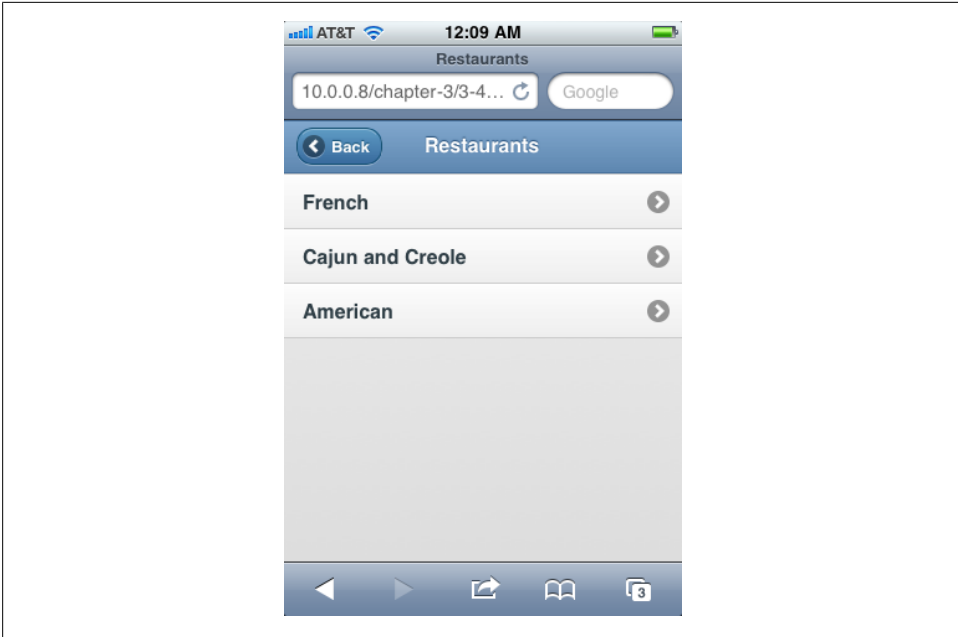 AT&T 12:09 AM
Restaurants
10.0.0.8/chapter-3/3-4... Google
Back Restaurants
French
Cajun and Creole
American
3